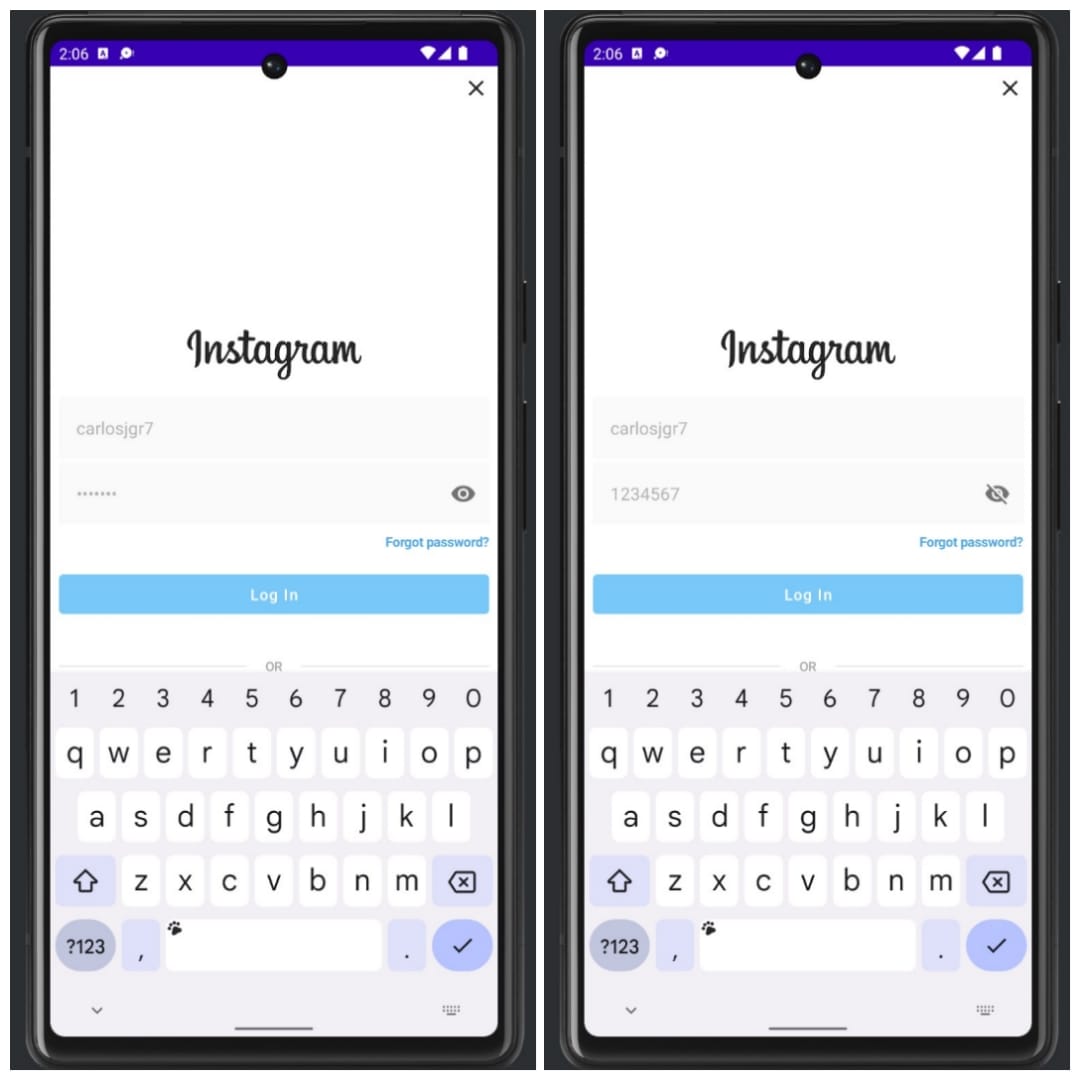 2:06
Instagram
carlosjgr7
•••••••
Forgot password?
Log In
OR
1 2 3 4 5 6 7 8 9 0
q w e r t y u i o p
a s d f g h j k l
z x c v b n m
?123 , .
2:06
Instagram
carlosjgr7
1234567
Forgot password?
Log In
OR
1 2 3 4 5 6 7 8 9 0
q w e r t y u i o p
a s d f g h j k l
z x c v b n m
?123 , .